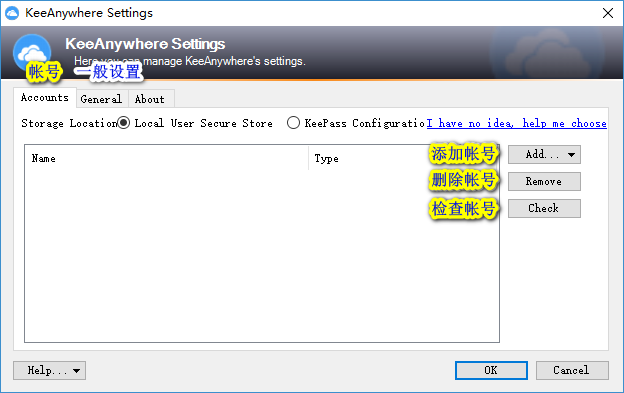 KeeAnywhere Settings
KeeAnywhere Settings
Here you can manage KeeAnywhere's settings.
帐号 一般设置
Accounts General About
Storage Location Local User Secure Store KeePass Configuratio I have no idea, help me choose
Name Type 添加帐号 Add...
删除帐号 Remove
检查帐号 Check
Help... OK Cancel